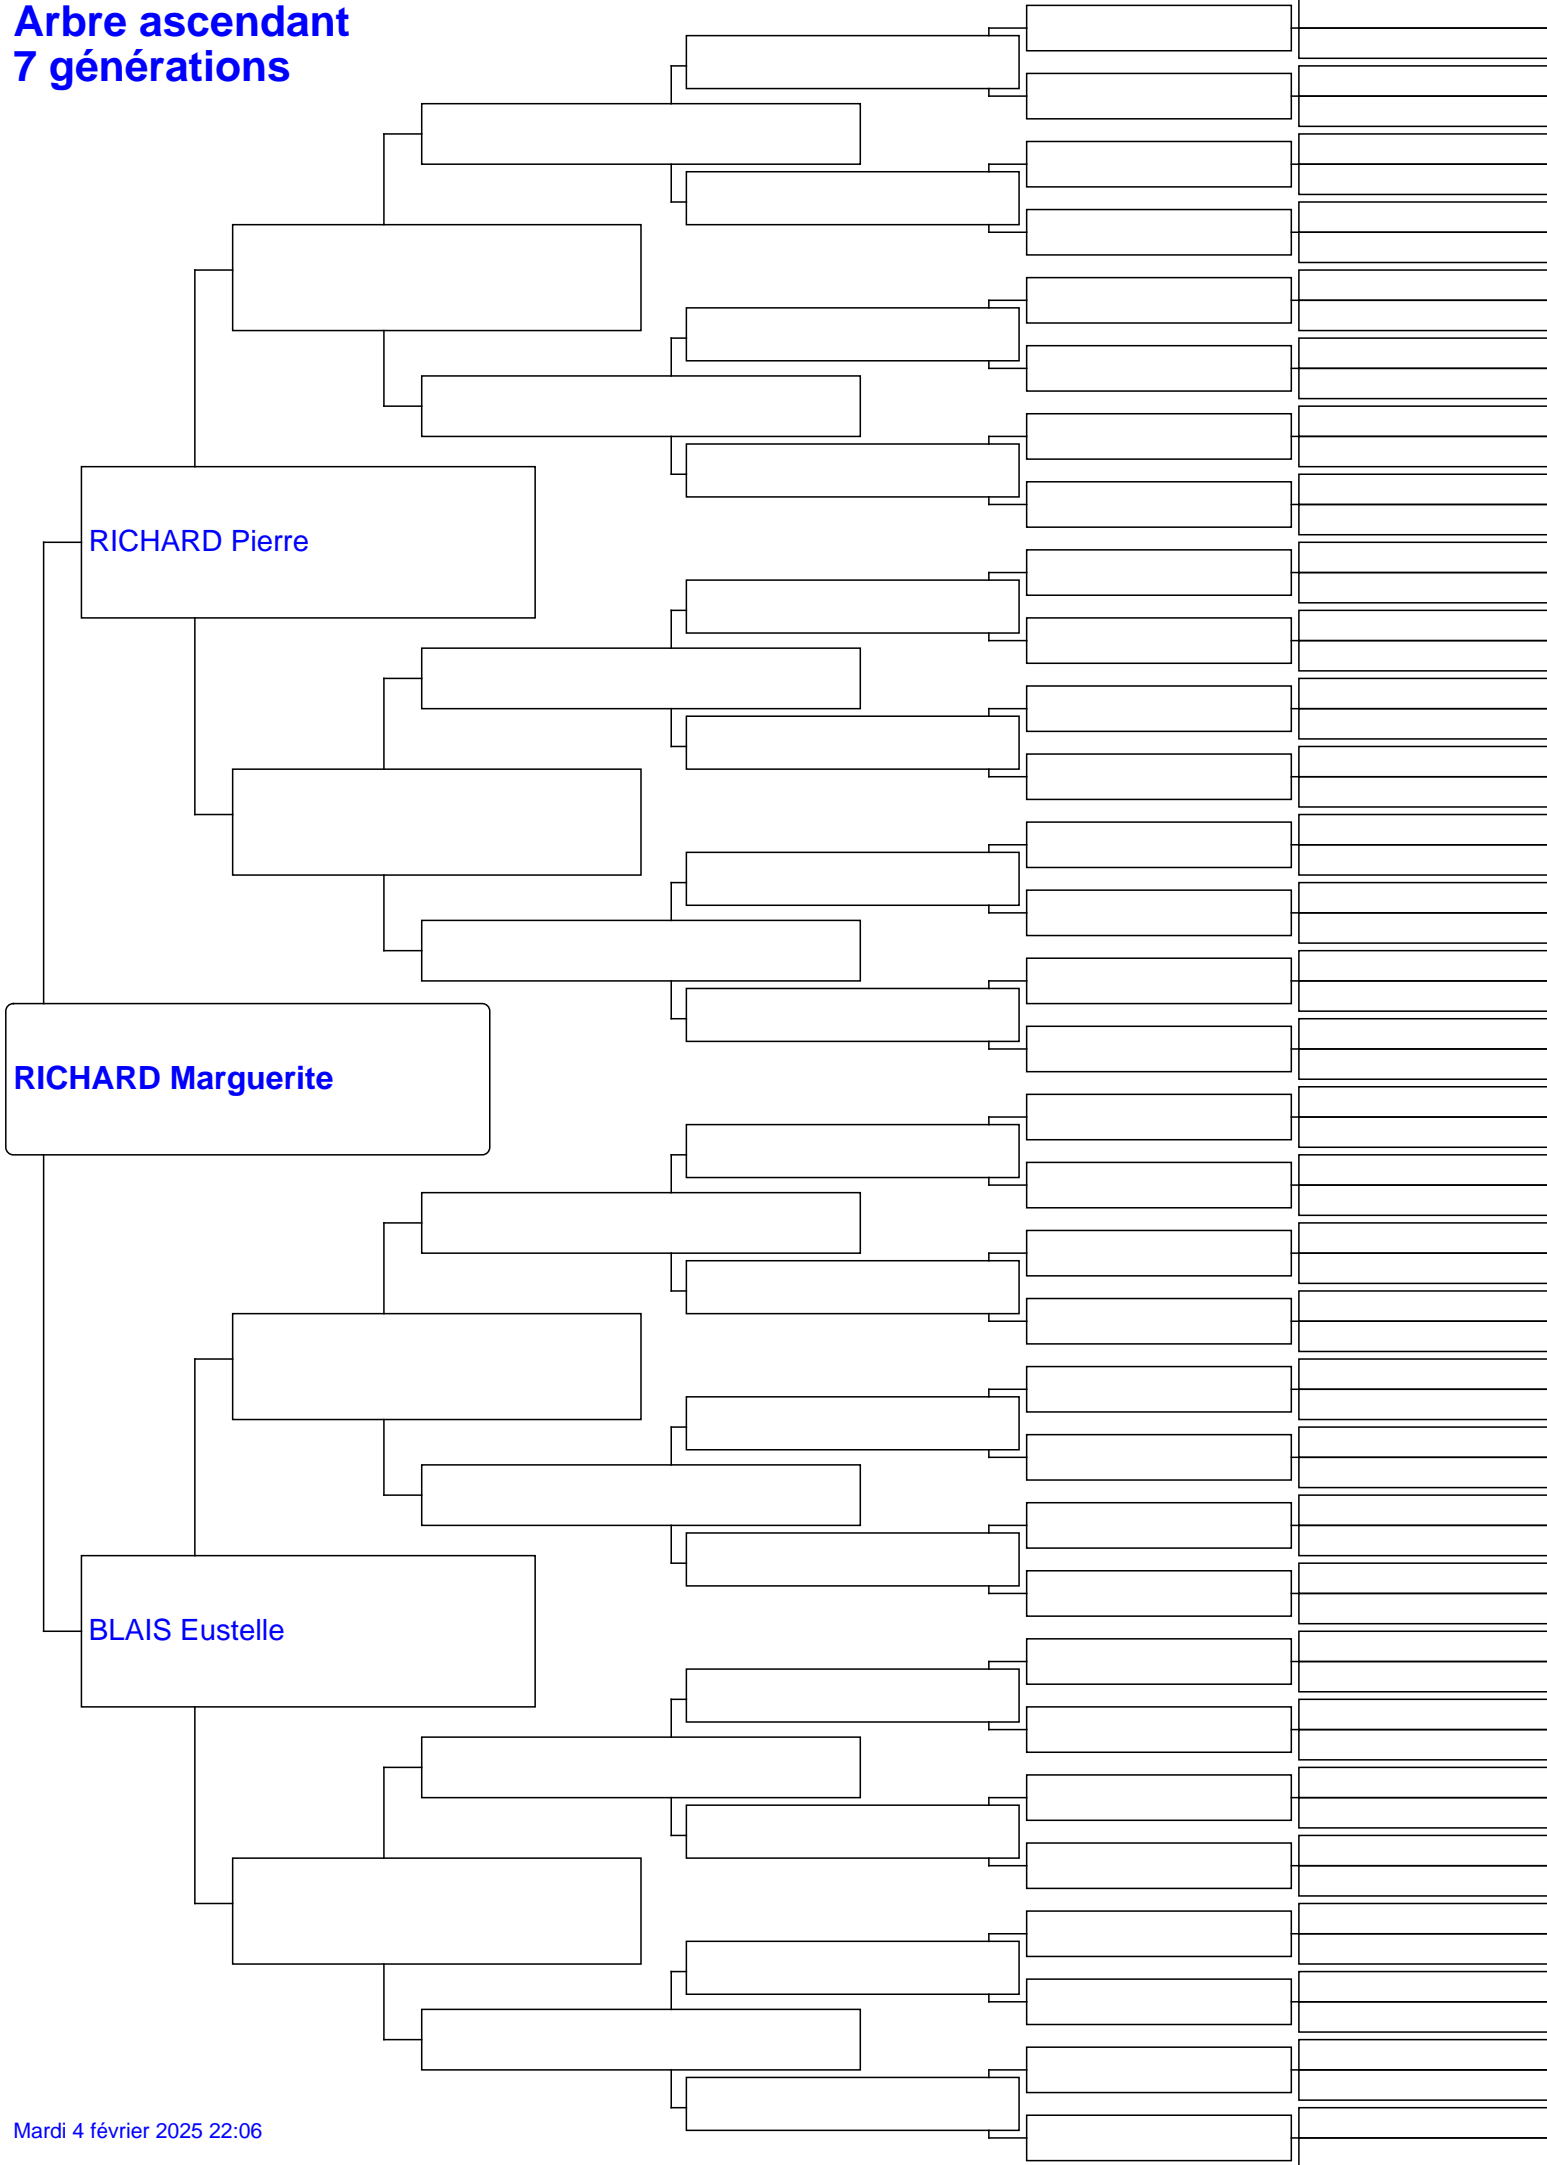 Arbre ascendant
7 générations
RICHARD Pierre
RICHARD Marguerite
BLAIS Eustelle
Mardi 4 février 2025 22:06